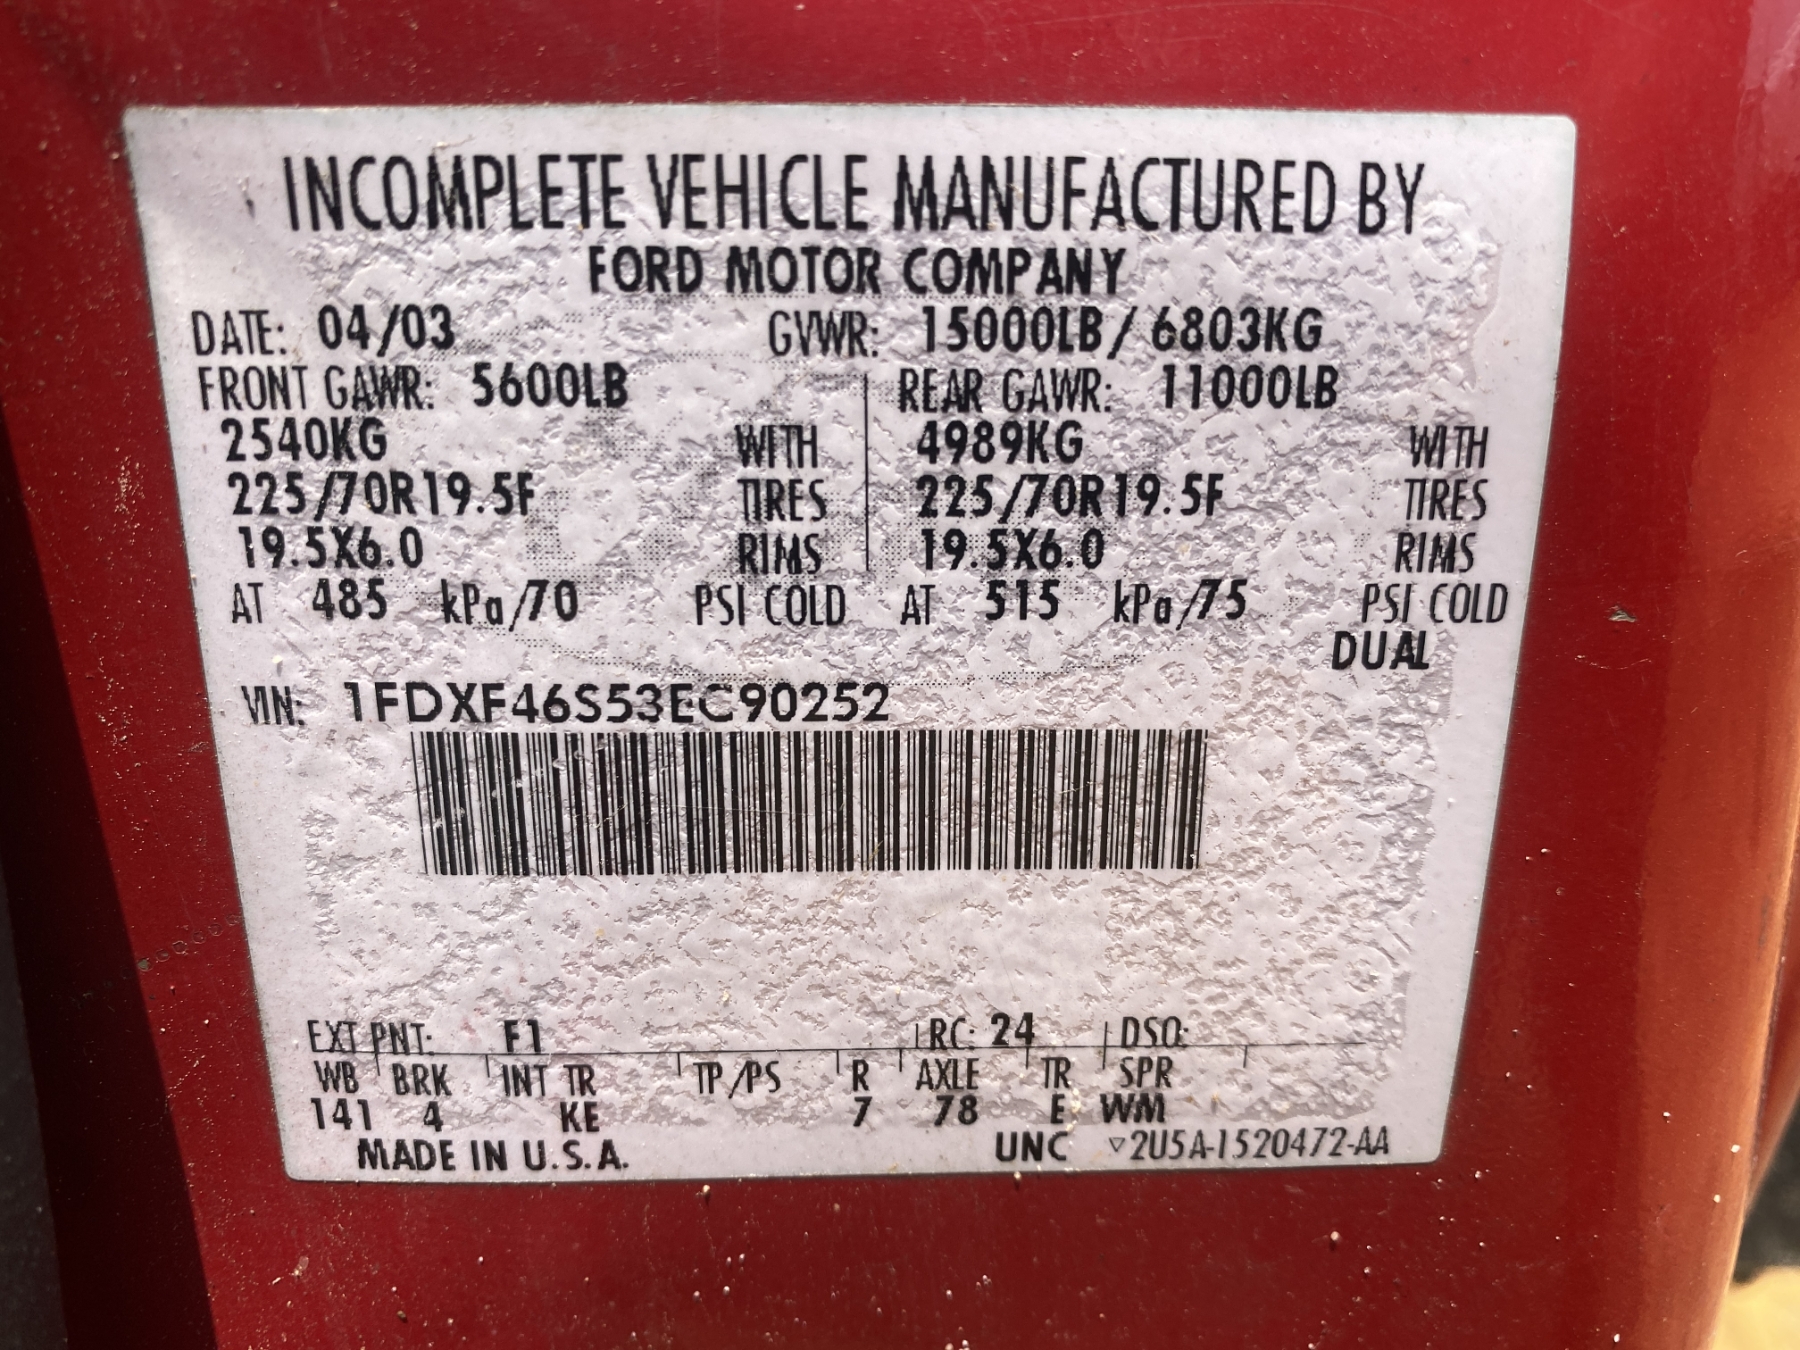 INCOMPLETE VEHICLE MANUFACTURED BY
FORD MOTOR COMPANY
DATE: 04/03 GVWR: 15000LB/ 6803KG
FRONT GAWR: 5600LB REAR GAWR: 11000LB
2540KG WITH 4989KG WITH
225/70R19.5F TIRES 225/70R19.5F TIRES
19.5X6.0 RIMS 19.5X6.0 RIMS
AT 485 kPa/70 PSI COLD AT 515 kPa/75 PSI COLD
DUAL
VIN: 1FDXF46S53EC90252
EXT PNT: F1 RC: 24 DSO:
WB BRK INT TR TP/PS R AXLE TR SPR
141 4 KE 7 78 E WM
MADE IN U.S.A. UNC ▽2U5A-1520472-AA